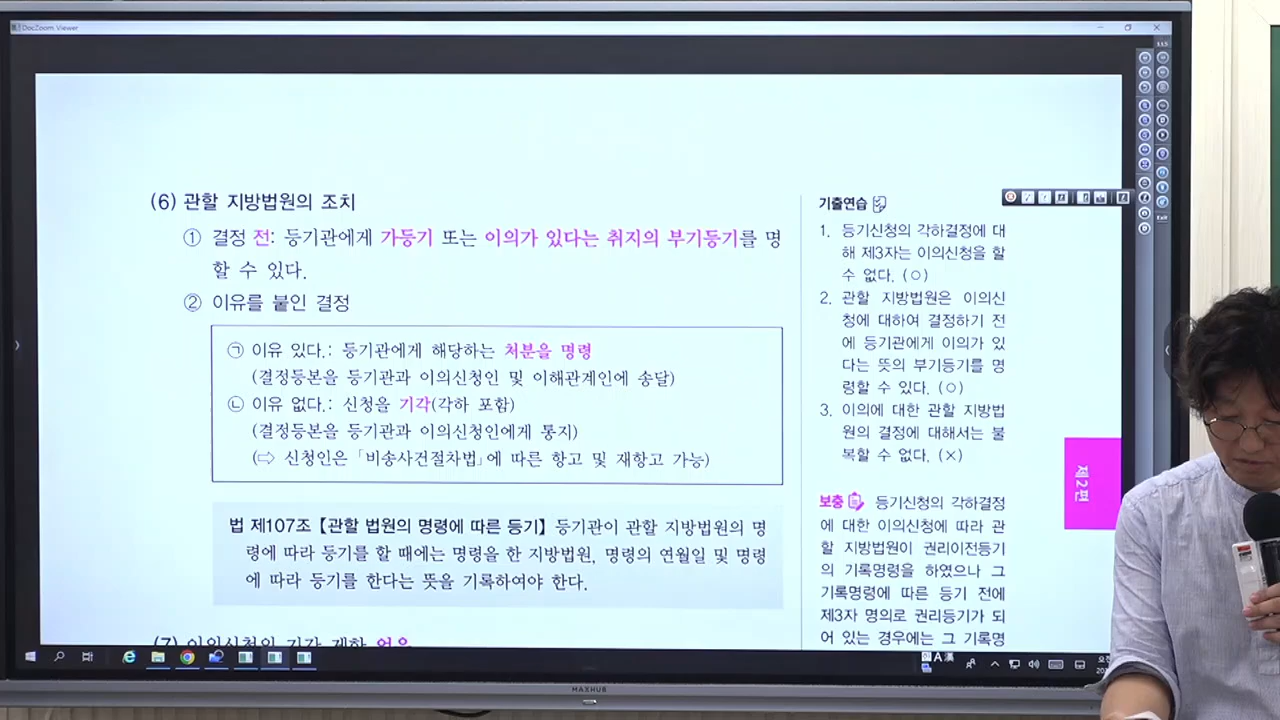 DocZoom Viewer
(6) 관할 지방법원의 조치
① 결정 전: 등기관에게 가등기 또는 이의가 있다는 취지의 부기등기를 명
할 수 있다.
② 이유를 붙인 결정
㉠ 이유 있다.: 등기관에게 해당하는 처분을 명령
(결정등본을 등기관과 이의신청인 및 이해관계인에 송달)
㉡ 이유 없다.: 신청을 기각(각하 포함)
(결정등본을 등기관과 이의신청인에게 통지)
(⇨ 신청인은 「비송사건절차법」에 따른 항고 및 재항고 가능)
법 제107조 【관할 법원의 명령에 따른 등기】 등기관이 관할 지방법원의 명
령에 따라 등기를 할 때에는 명령을 한 지방법원, 명령의 연월일 및 명령
에 따라 등기를 한다는 뜻을 기록하여야 한다.
(7) 이의신청의 기간 제한 없음
기출연습
1. 등기신청의 각하결정에 대
해 제3자는 이의신청을 할
수 없다. (○)
2. 관할 지방법원은 이의신
청에 대하여 결정하기 전
에 등기관에게 이의가 있
다는 뜻의 부기등기를 명
령할 수 있다. (○)
3. 이의에 대한 관할 지방법
원의 결정에 대해서는 불
복할 수 없다. (×)
보충 등기신청의 각하결정
에 대한 이의신청에 따라 관
할 지방법원이 권리이전등기
의 기록명령을 하였으나 그
기록명령에 따른 등기 전에
제3자 명의로 권리등기가 되
어 있는 경우에는 그 기록명
제2편
Exit
A 漢
MAXHUB